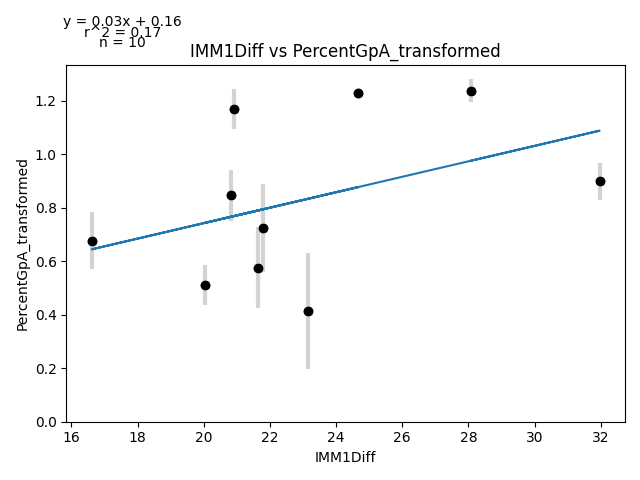 y = 0.03x + 0.16
r^2 = 0.17
n = 10
IMM1Diff vs PercentGpA_transformed
PercentGpA_transformed
1.2
1.0
0.8
0.6
0.4
0.2
0.0
16 18 20 22 24 26 28 30 32
IMM1Diff